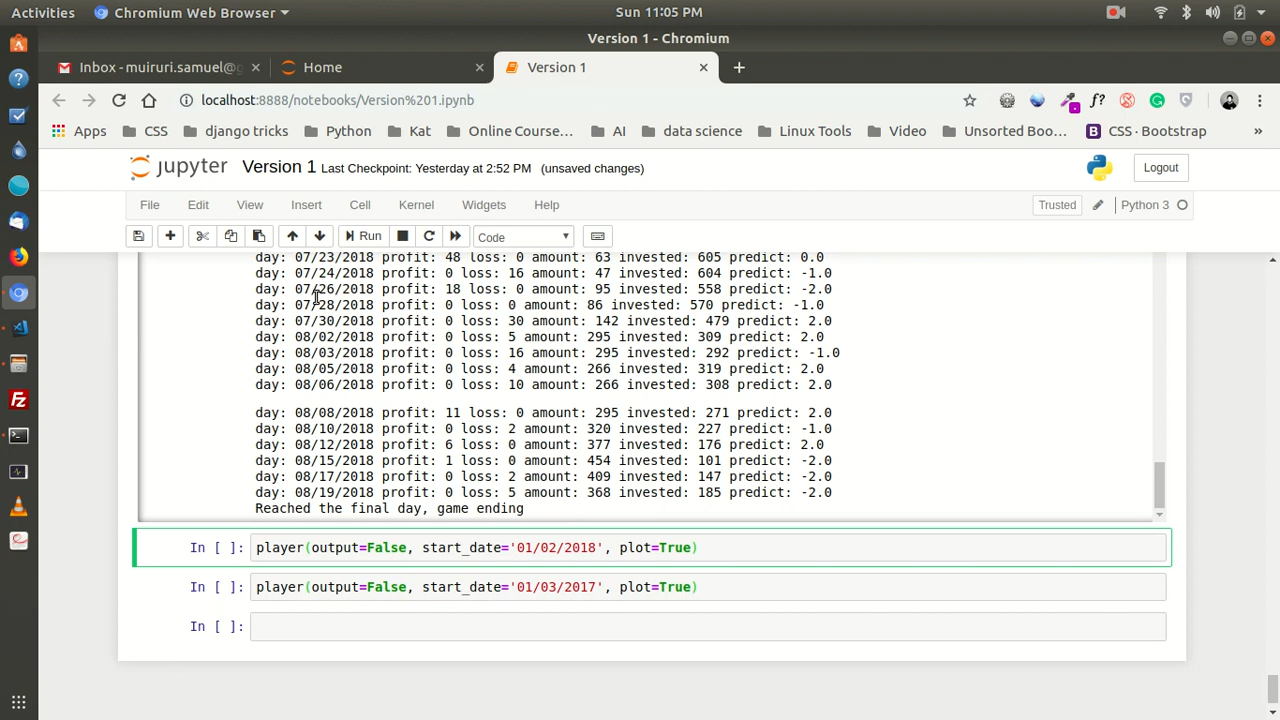 Activities Chromium Web Browser Sun 11:05 PM
Version 1 - Chromium
Inbox - muiruri.samuel@g Home Version 1
localhost:8888/notebooks/Version%201.ipynb f?
Apps CSS django tricks Python Kat Online Course... AI data science Linux Tools Video Unsorted Boo... B CSS · Bootstrap »
jupyter Version 1 Last Checkpoint: Yesterday at 2:52 PM (unsaved changes) Logout
File Edit View Insert Cell Kernel Widgets Help Trusted Python 3
Run Code
day: 07/23/2018 profit: 48 loss: 0 amount: 63 invested: 605 predict: 0.0
day: 07/24/2018 profit: 0 loss: 16 amount: 47 invested: 604 predict: -1.0
day: 07/26/2018 profit: 18 loss: 0 amount: 95 invested: 558 predict: -2.0
day: 07/28/2018 profit: 0 loss: 0 amount: 86 invested: 570 predict: -1.0
day: 07/30/2018 profit: 0 loss: 30 amount: 142 invested: 479 predict: 2.0
day: 08/02/2018 profit: 0 loss: 5 amount: 295 invested: 309 predict: 2.0
day: 08/03/2018 profit: 0 loss: 16 amount: 295 invested: 292 predict: -1.0
day: 08/05/2018 profit: 0 loss: 4 amount: 266 invested: 319 predict: 2.0
day: 08/06/2018 profit: 0 loss: 10 amount: 266 invested: 308 predict: 2.0
day: 08/08/2018 profit: 11 loss: 0 amount: 295 invested: 271 predict: 2.0
day: 08/10/2018 profit: 0 loss: 2 amount: 320 invested: 227 predict: -1.0
day: 08/12/2018 profit: 6 loss: 0 amount: 377 invested: 176 predict: 2.0
day: 08/15/2018 profit: 1 loss: 0 amount: 454 invested: 101 predict: -2.0
day: 08/17/2018 profit: 0 loss: 2 amount: 409 invested: 147 predict: -2.0
day: 08/19/2018 profit: 0 loss: 5 amount: 368 invested: 185 predict: -2.0
Reached the final day, game ending
In [ ]: player(output=False, start_date='01/02/2018', plot=True)
In [ ]: player(output=False, start_date='01/03/2017', plot=True)
In [ ]: